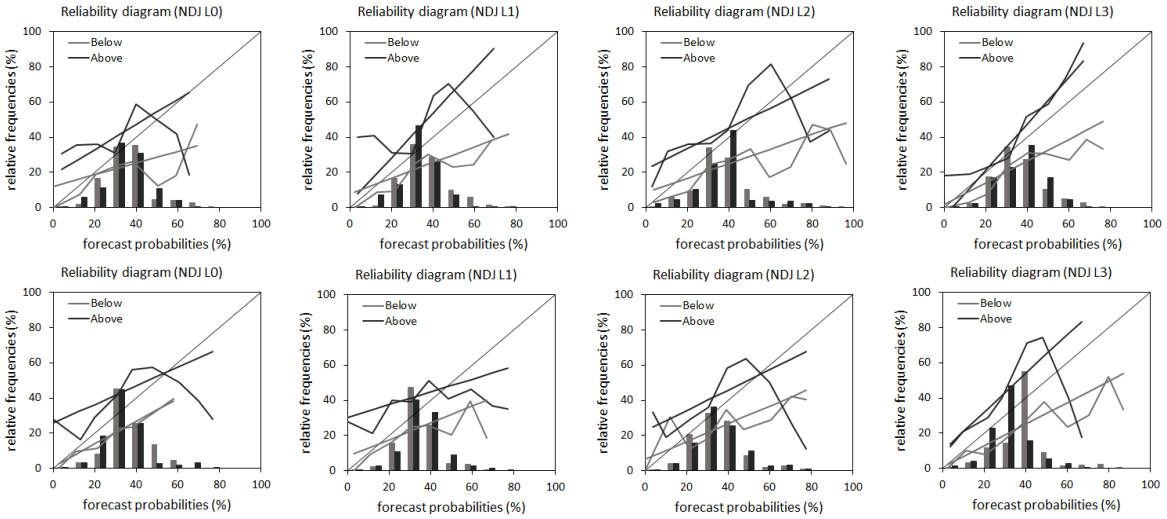 Reliability diagram (NDJ L0)
relative frequencies (%)
100
80
60
40
20
0
Below
Above
0 20 40 60 80 100
forecast probabilities (%)
Reliability diagram (NDJ L1)
relative frequencies (%)
100
80
60
40
20
0
Below
Above
0 20 40 60 80 100
forecast probabilities (%)
Reliability diagram (NDJ L2)
relative frequencies (%)
100
80
60
40
20
0
Below
Above
0 20 40 60 80 100
forecast probabilities (%)
Reliability diagram (NDJ L3)
relative frequencies (%)
100
80
60
40
20
0
Below
Above
0 20 40 60 80 100
forecast probabilities (%)
Reliability diagram (NDJ L0)
relative frequencies (%)
100
80
60
40
20
0
Below
Above
0 20 40 60 80 100
forecast probabilities (%)
Reliability diagram (NDJ L1)
relative frequencies (%)
100
80
60
40
20
0
Below
Above
0 20 40 60 80 100
forecast probabilities (%)
Reliability diagram (NDJ L2)
relative frequencies (%)
100
80
60
40
20
0
Below
Above
0 20 40 60 80 100
forecast probabilities (%)
Reliability diagram (NDJ L3)
relative frequencies (%)
100
80
60
40
20
0
Below
Above
0 20 40 60 80 100
forecast probabilities (%)